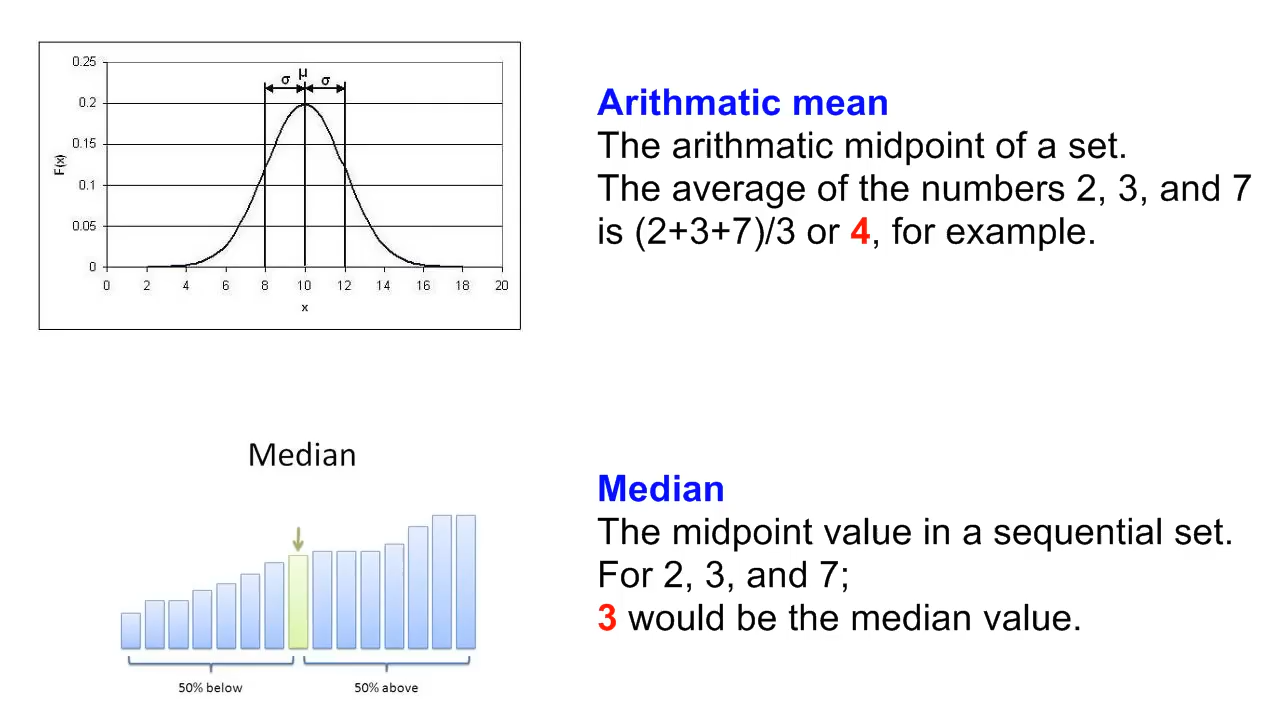 0.25
0.2
0.15
0.1
0.05
0
F(x)
σ μ σ
0 2 4 6 8 10 12 14 16 18 20
x
Arithmatic mean
The arithmatic midpoint of a set.
The average of the numbers 2, 3, and 7
is (2+3+7)/3 or 4, for example.
Median
50% below 50% above
Median
The midpoint value in a sequential set.
For 2, 3, and 7;
3 would be the median value.